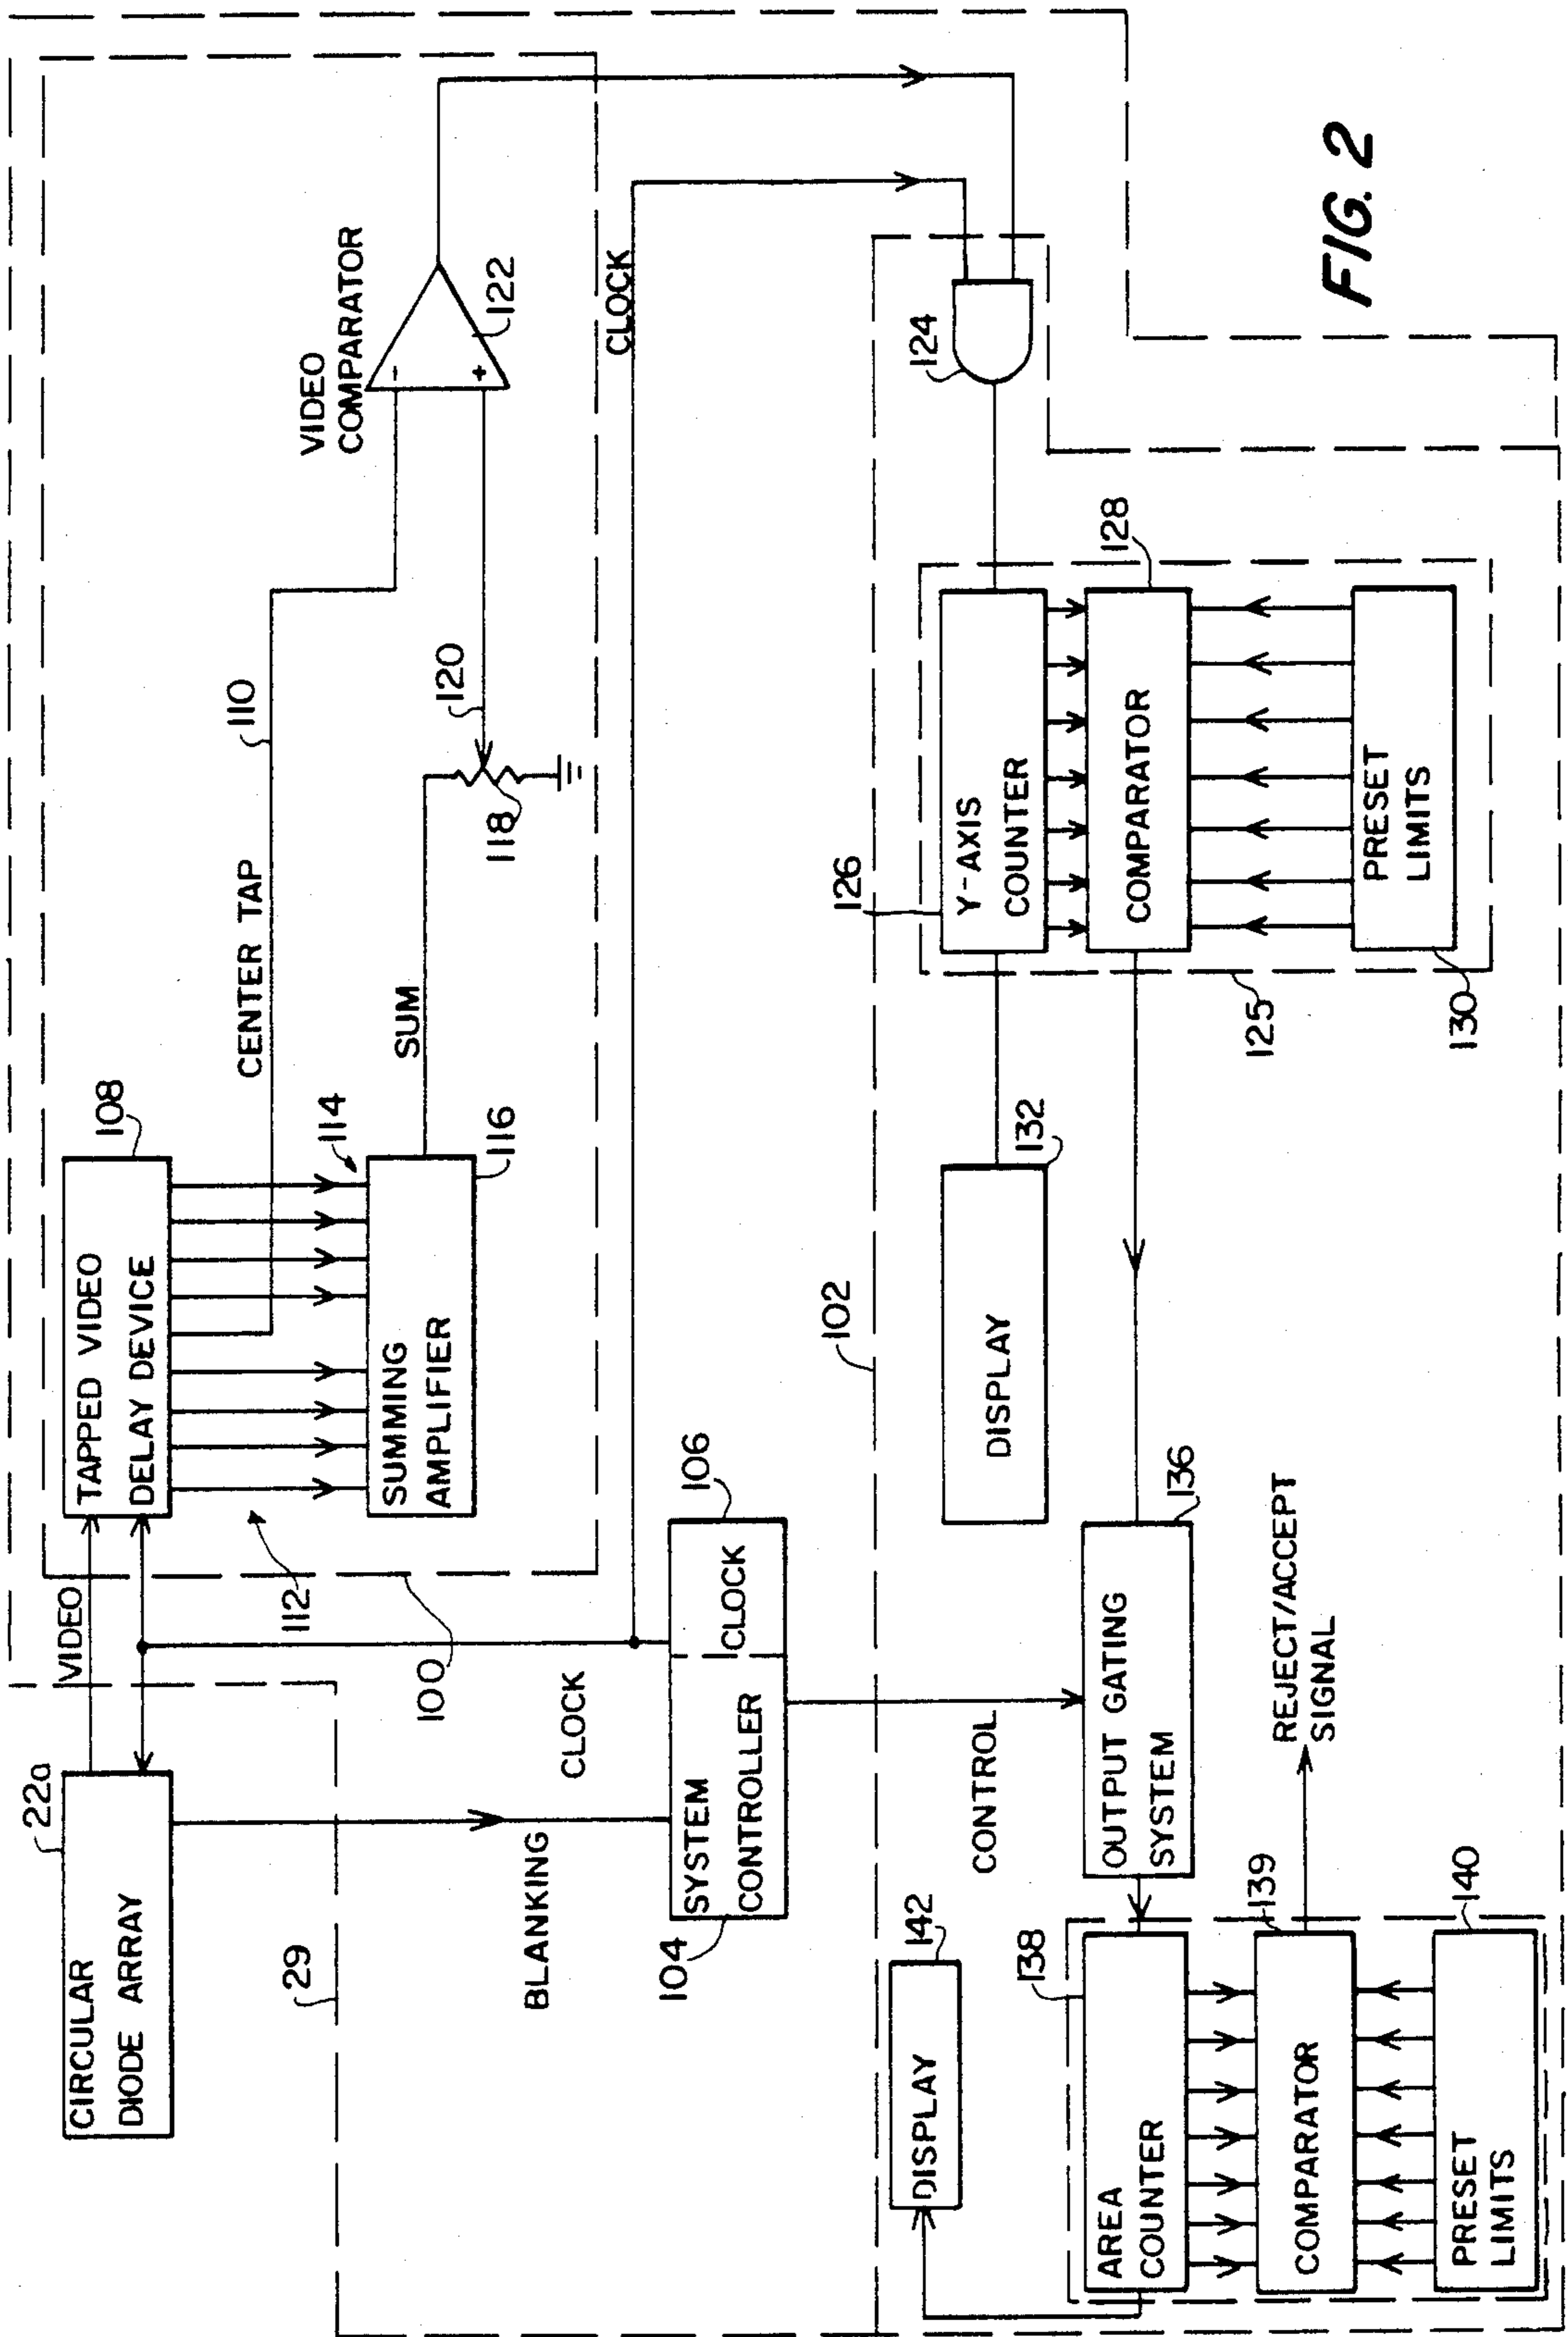 CIRCULAR
DIODE ARRAY
22a
VIDEO
TAPPED VIDEO
DELAY DEVICE
108
CENTER TAP
110
112
114
SUMMING
AMPLIFIER
116
SUM
118
120
VIDEO
COMPARATOR
-
+
122
100
29
BLANKING
CLOCK
SYSTEM
CONTROLLER
104
CLOCK
106
CLOCK
102
CONTROL
124
Y-AXIS
COUNTER
126
COMPARATOR
128
PRESET
LIMITS
130
125
DISPLAY
132
OUTPUT GATING
SYSTEM
136
DISPLAY
142
AREA
COUNTER
138
COMPARATOR
139
PRESET
LIMITS
140
REJECT/ACCEPT
SIGNAL
FIG. 2